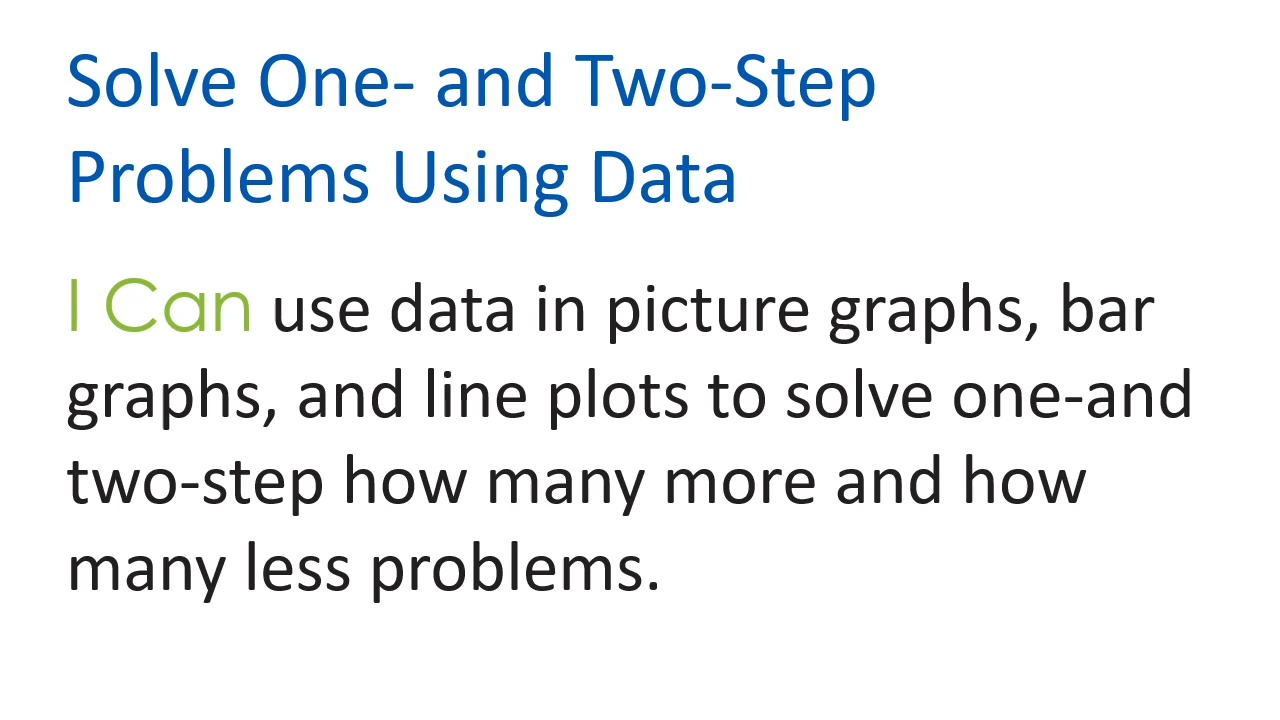 Solve One- and Two-Step
Problems Using Data
I Can use data in picture graphs, bar
graphs, and line plots to solve one-and
two-step how many more and how
many less problems.